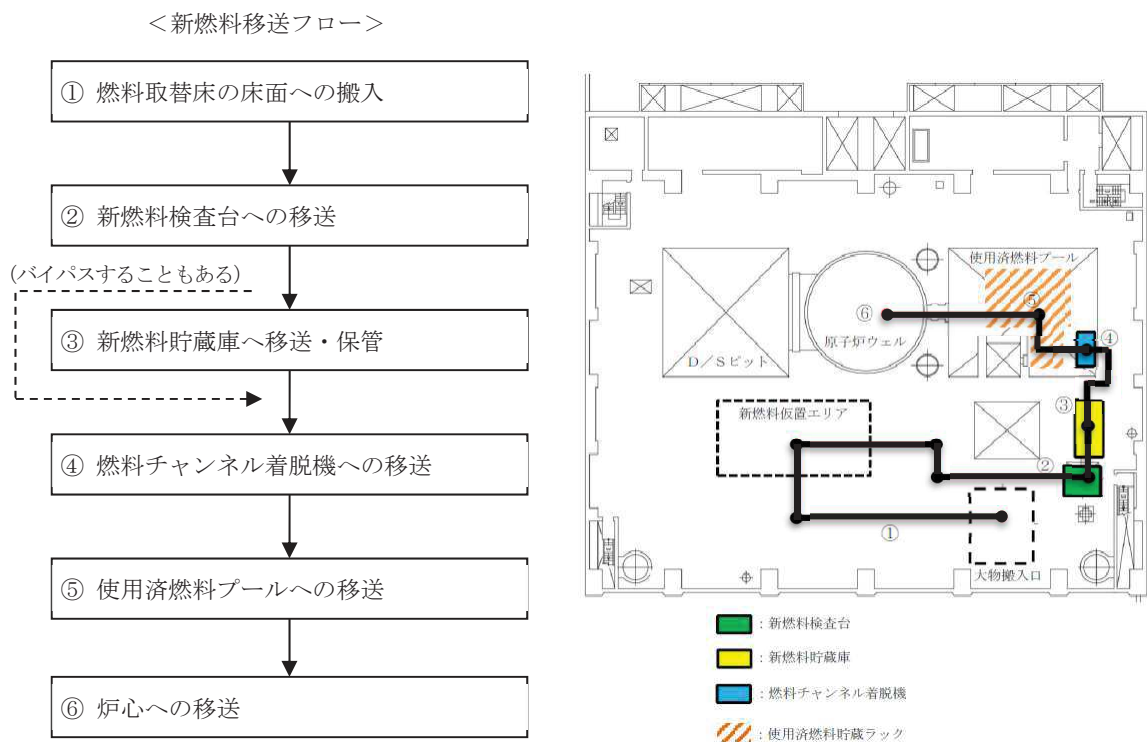 ＜新燃料移送フロー＞
① 燃料取替床の床面への搬入
② 新燃料検査台への移送
(バイパスすることもある)
③ 新燃料貯蔵庫へ移送・保管
④ 燃料チャンネル着脱機への移送
⑤ 使用済燃料プールへの移送
⑥ 炉心への移送
使用済燃料プール
⑤
⑥
④
原子炉ウェル
D／Sピット
③
新燃料仮置エリア
②
①
大物搬入口
：新燃料検査台
：新燃料貯蔵庫
：燃料チャンネル着脱機
：使用済燃料貯蔵ラック